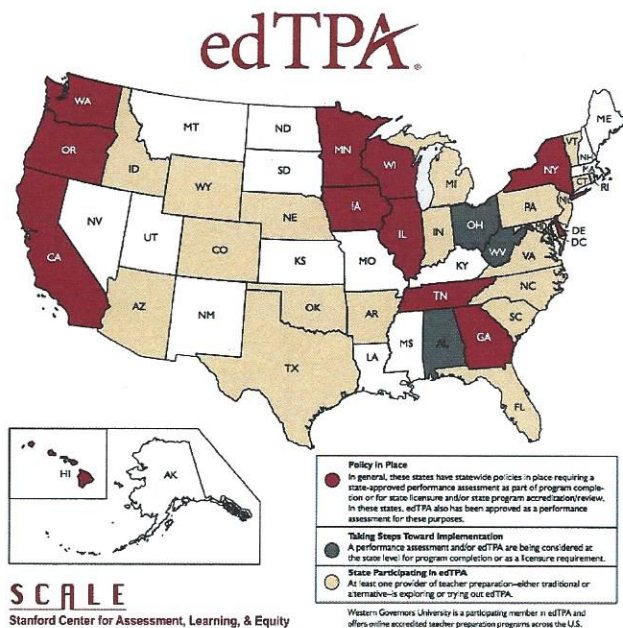 edTPA®
WA
OR
CA
NV
ID
MT
WY
UT
AZ
CO
NM
ND
SD
NE
KS
OK
TX
MN
IA
MO
AR
LA
WI
IL
MI
IN
OH
KY
TN
MS
AL
GA
FL
SC
NC
VA
WV
PA
NY
VT
NH
ME
MA
CT
RI
NJ
DE
DC
HI
AK
Policy in Place
In general, these states have statewide policies in place requiring a
state-approved performance assessment as part of program comple-
tion or for state licensure and/or state program accreditation/review.
In these states, edTPA also has been approved as a performance
assessment for these purposes.
Taking Steps Toward Implementation
A performance assessment and/or edTPA are being considered at
the state level for program completion or as a licensure requirement.
State Participating in edTPA
At least one provider of teacher preparation–either traditional or
alternative–is exploring or trying out edTPA.
Western Governors University is a participating member in edTPA and
offers online accredited teacher preparation programs across the U.S.
SCALE
Stanford Center for Assessment, Learning, & Equity